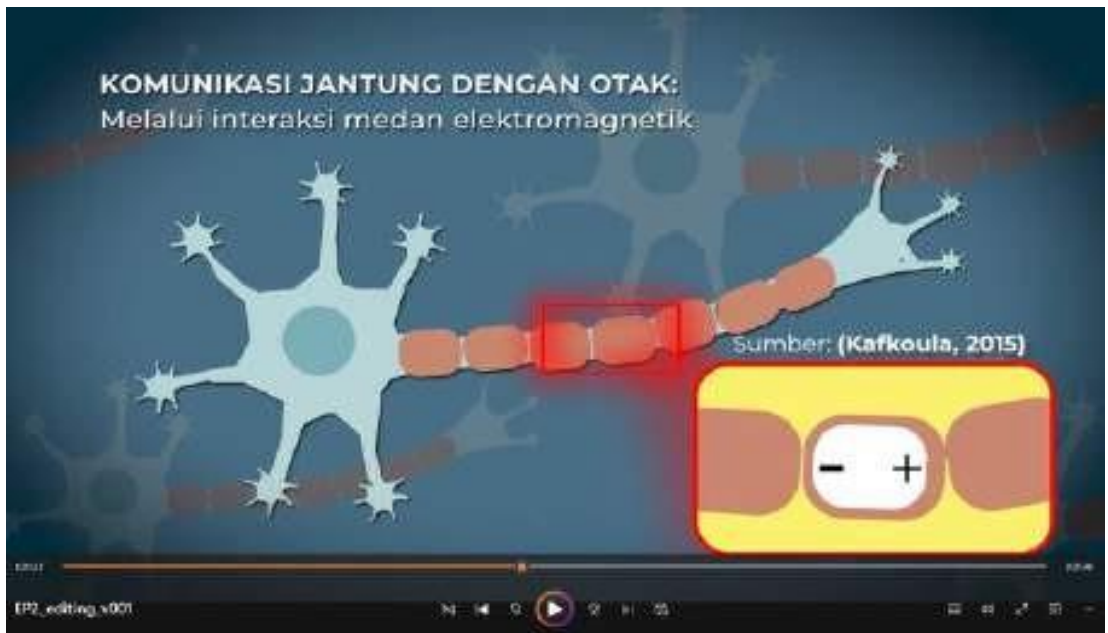 KOMUNIKASI JANTUNG DENGAN OTAK:
Melalui interaksi medan elektromagnetik
Sumber: (Kafkoula, 2015)
- +
EP2_editing_v001